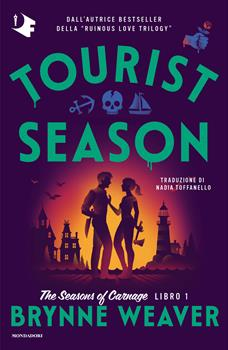 DALL'AUTRICE BESTSELLER
DELLA "RUINOUS LOVE TRILOGY"
TOURIST
SEASON
TRADUZIONE DI
NADIA TOFFANELLO
The Seasons of Carnage LIBRO 1
BRYNNE WEAVER
MONDADORI